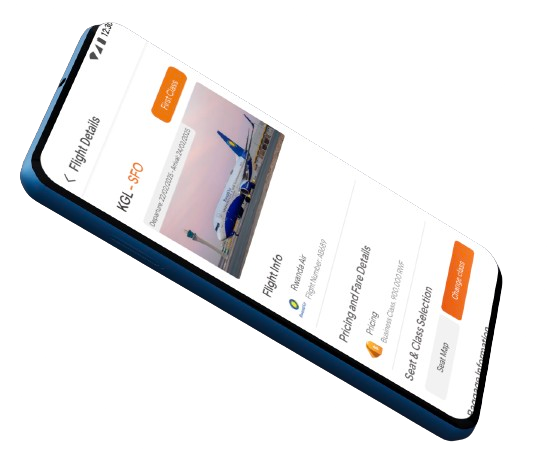 12:30
Flight Details
KGL - SFO
First Class
Departure: 22/02/2025 - Arrival: 24/02/2025
Flight Info
Rwanda Air
Flight Number: AB689
Pricing and Fare Details
Pricing
Business Class: 900,000 RWF
Seat & Class Selection
Seat Map
Change class
Baggage Information